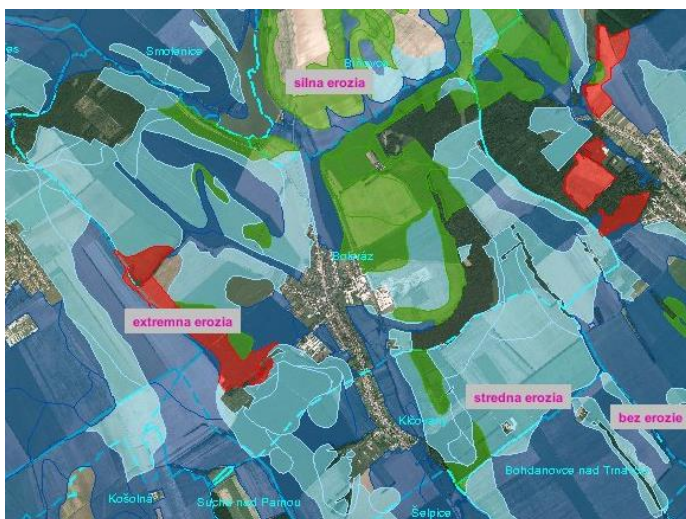 Smolenice
silna erozia
Boleráz
extremna erozia
stredna erozia
Klčovany
bez erozie
Bohdanovce nad Trnavou
Košolná
Suchá nad Parnou
Šelpice